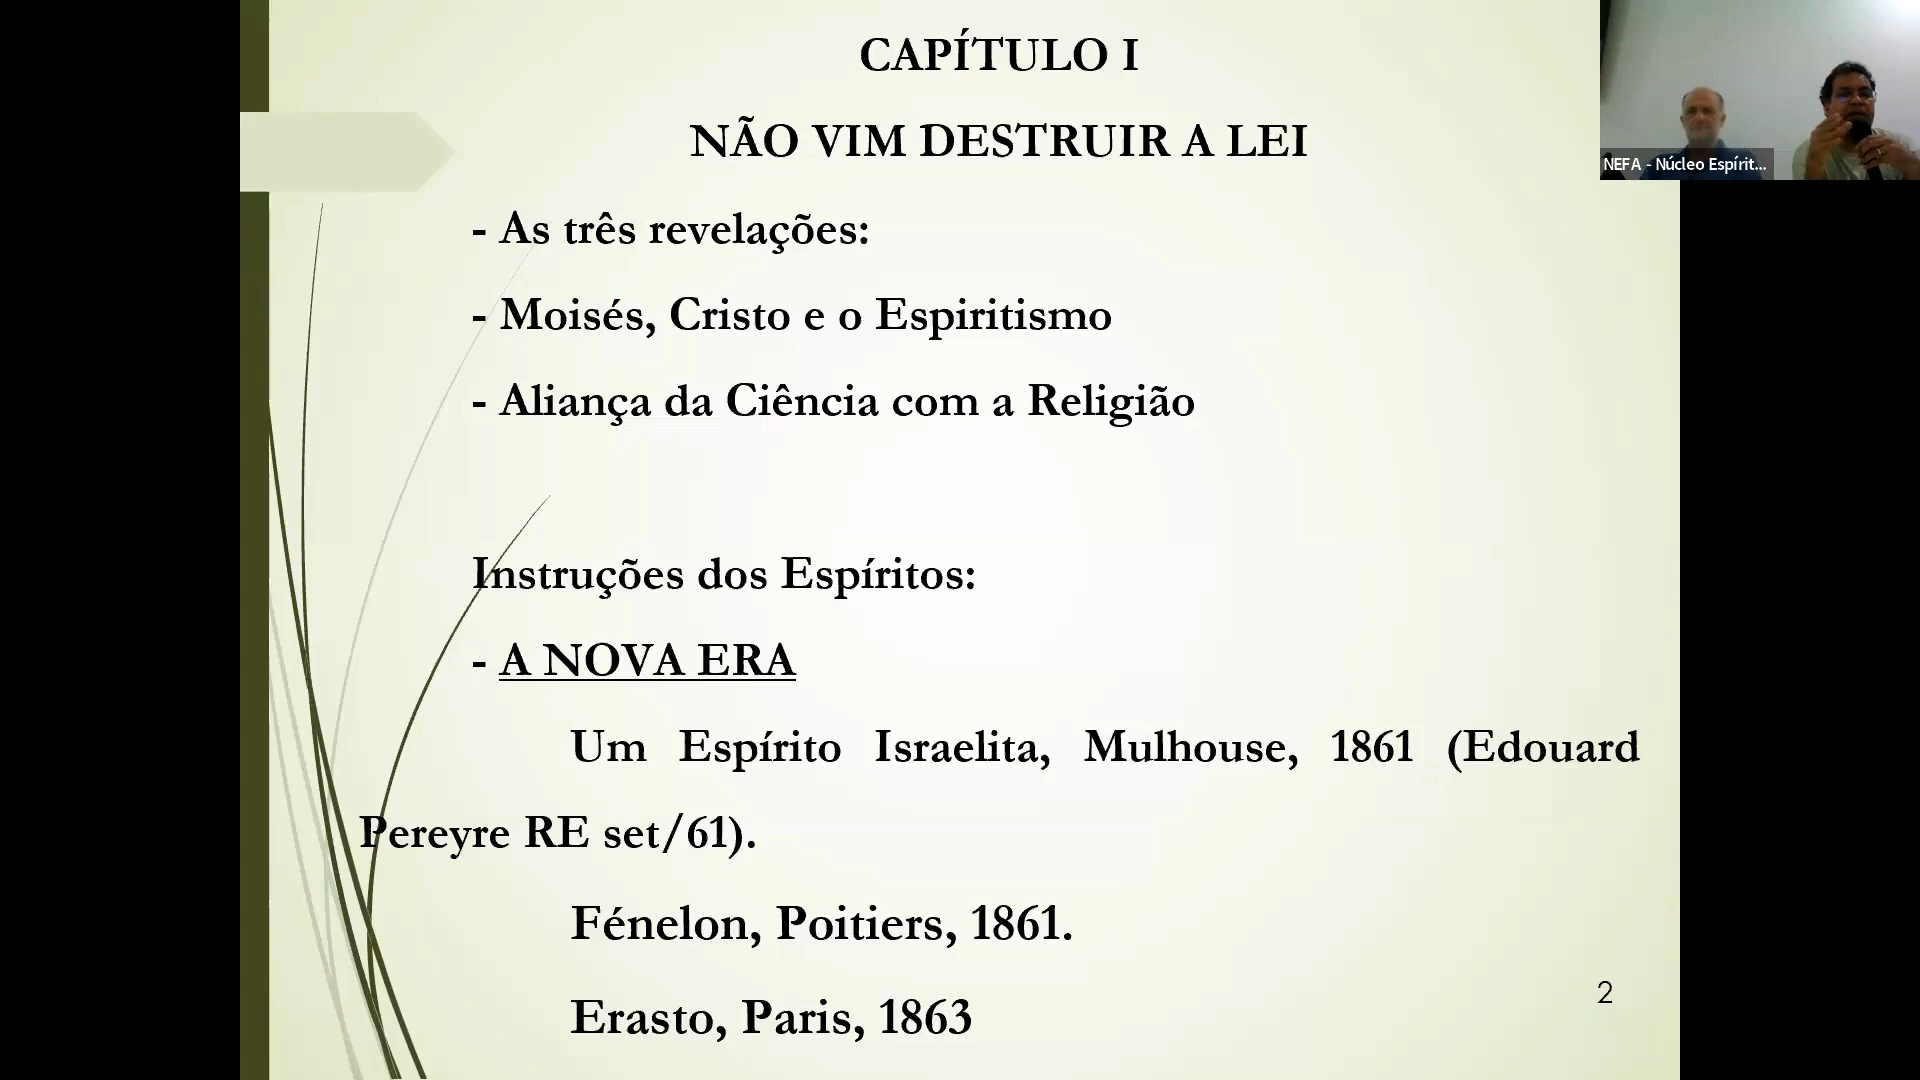 CAPÍTULO I
NÃO VIM DESTRUIR A LEI
- As três revelações:
- Moisés, Cristo e o Espiritismo
- Aliança da Ciência com a Religião
Instruções dos Espíritos:
- A NOVA ERA
Um Espírito Israelita, Mulhouse, 1861 (Edouard
Pereyre RE set/61).
Fénelon, Poitiers, 1861.
Erasto, Paris, 1863
2
NEFA - Núcleo Espírit...